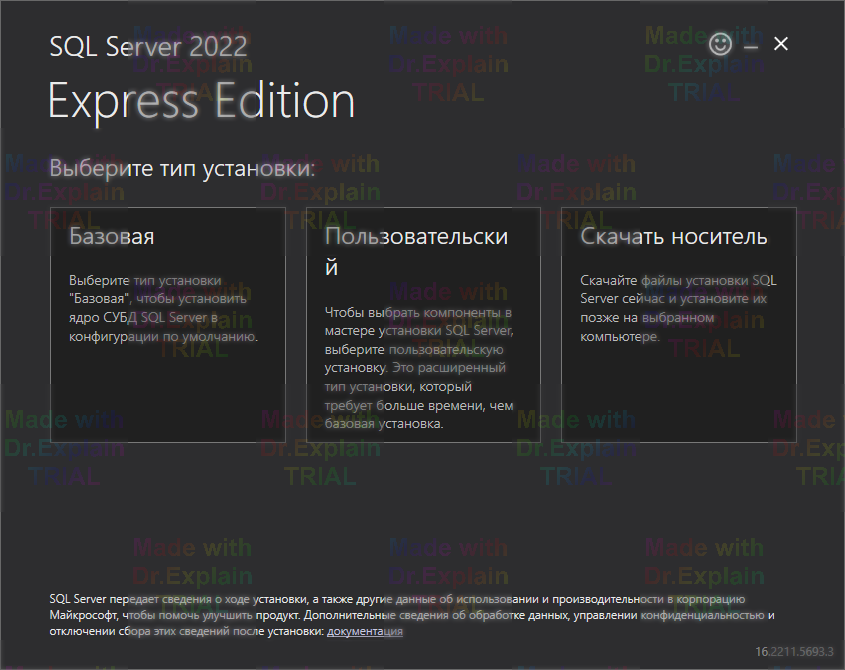 SQL Server 2022
Express Edition
Выберите тип установки:
Базовая
Выберите тип установки
"Базовая", чтобы установить
ядро СУБД SQL Server в
конфигурации по умолчанию.
Пользовательски
й
Чтобы выбрать компоненты в
мастере установки SQL Server,
выберите пользовательскую
установку. Это расширенный
тип установки, который
требует больше времени, чем
базовая установка.
Скачать носитель
Скачайте файлы установки SQL
Server сейчас и установите их
позже на выбранном
компьютере.
SQL Server передает сведения о ходе установки, а также другие данные об использовании и производительности в корпорацию
Майкрософт, чтобы помочь улучшить продукт. Дополнительные сведения об обработке данных, управлении конфиденциальностью и
отключении сбора этих сведений после установки: документация
16.2211.5693.3
Made with
Dr.Explain
TRIAL